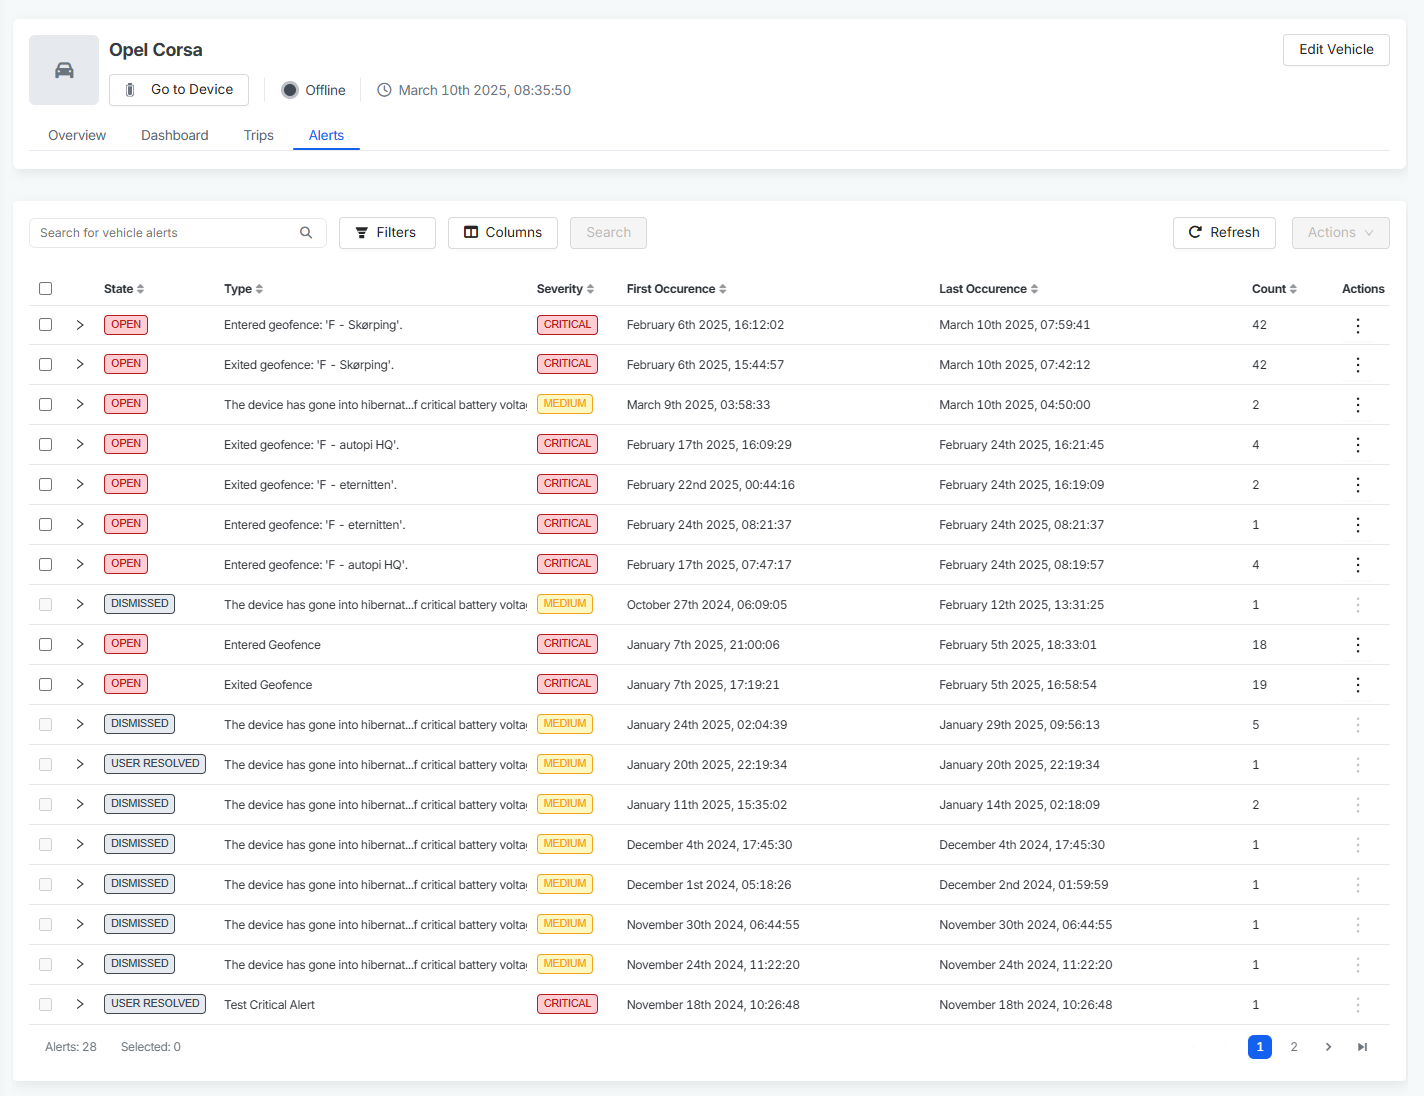 Opel Corsa
Edit Vehicle
Go to Device Offline March 10th 2025, 08:35:50
Overview Dashboard Trips Alerts
Search for vehicle alerts Filters Columns Search Refresh Actions
State Type Severity First Occurence Last Occurence Count Actions
OPEN Entered geofence: 'F - Skørping'. CRITICAL February 6th 2025, 16:12:02 March 10th 2025, 07:59:41 42
OPEN Exited geofence: 'F - Skørping'. CRITICAL February 6th 2025, 15:44:57 March 10th 2025, 07:42:12 42
OPEN The device has gone into hibernat...f critical battery volta MEDIUM March 9th 2025, 03:58:33 March 10th 2025, 04:50:00 2
OPEN Exited geofence: 'F - autopi HQ'. CRITICAL February 17th 2025, 16:09:29 February 24th 2025, 16:21:45 4
OPEN Exited geofence: 'F - eternitten'. CRITICAL February 22nd 2025, 00:44:16 February 24th 2025, 16:19:09 2
OPEN Entered geofence: 'F - eternitten'. CRITICAL February 24th 2025, 08:21:37 February 24th 2025, 08:21:37 1
OPEN Entered geofence: 'F - autopi HQ'. CRITICAL February 17th 2025, 07:47:17 February 24th 2025, 08:19:57 4
DISMISSED The device has gone into hibernat...f critical battery volta MEDIUM October 27th 2024, 06:09:05 February 12th 2025, 13:31:25 1
OPEN Entered Geofence CRITICAL January 7th 2025, 21:00:06 February 5th 2025, 18:33:01 18
OPEN Exited Geofence CRITICAL January 7th 2025, 17:19:21 February 5th 2025, 16:58:54 19
DISMISSED The device has gone into hibernat...f critical battery volta MEDIUM January 24th 2025, 02:04:39 January 29th 2025, 09:56:13 5
USER RESOLVED The device has gone into hibernat...f critical battery volta MEDIUM January 20th 2025, 22:19:34 January 20th 2025, 22:19:34 1
DISMISSED The device has gone into hibernat...f critical battery volta MEDIUM January 11th 2025, 15:35:02 January 14th 2025, 02:18:09 2
DISMISSED The device has gone into hibernat...f critical battery volta MEDIUM December 4th 2024, 17:45:30 December 4th 2024, 17:45:30 1
DISMISSED The device has gone into hibernat...f critical battery volta MEDIUM December 1st 2024, 05:18:26 December 2nd 2024, 01:59:59 1
DISMISSED The device has gone into hibernat...f critical battery volta MEDIUM November 30th 2024, 06:44:55 November 30th 2024, 06:44:55 1
DISMISSED The device has gone into hibernat...f critical battery volta MEDIUM November 24th 2024, 11:22:20 November 24th 2024, 11:22:20 1
USER RESOLVED Test Critical Alert CRITICAL November 18th 2024, 10:26:48 November 18th 2024, 10:26:48 1
Alerts: 28 Selected: 0 1 2